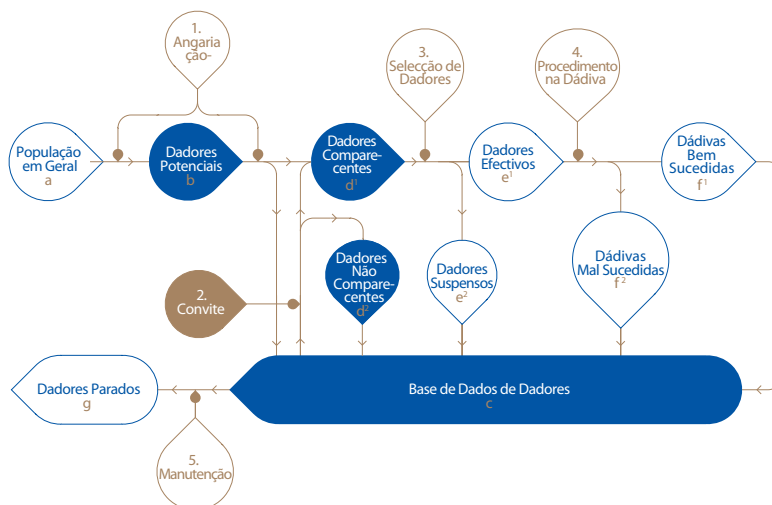 1.
Angaria
ção-
3.
Selecção de
Dadores
4.
Procedimento
na Dádiva
População
em Geral
a
Dadores
Potenciais
b
Dadores
Compare-
centes
d¹
Dadores
Efectivos
e¹
Dádivas
Bem
Sucedidas
f¹
2.
Convite
Dadores
Não
Compare-
centes
d²
Dadores
Suspensos
e²
Dádivas
Mal Sucedidas
f²
Dadores Parados
g
Base de Dados de Dadores
c
5.
Manutenção